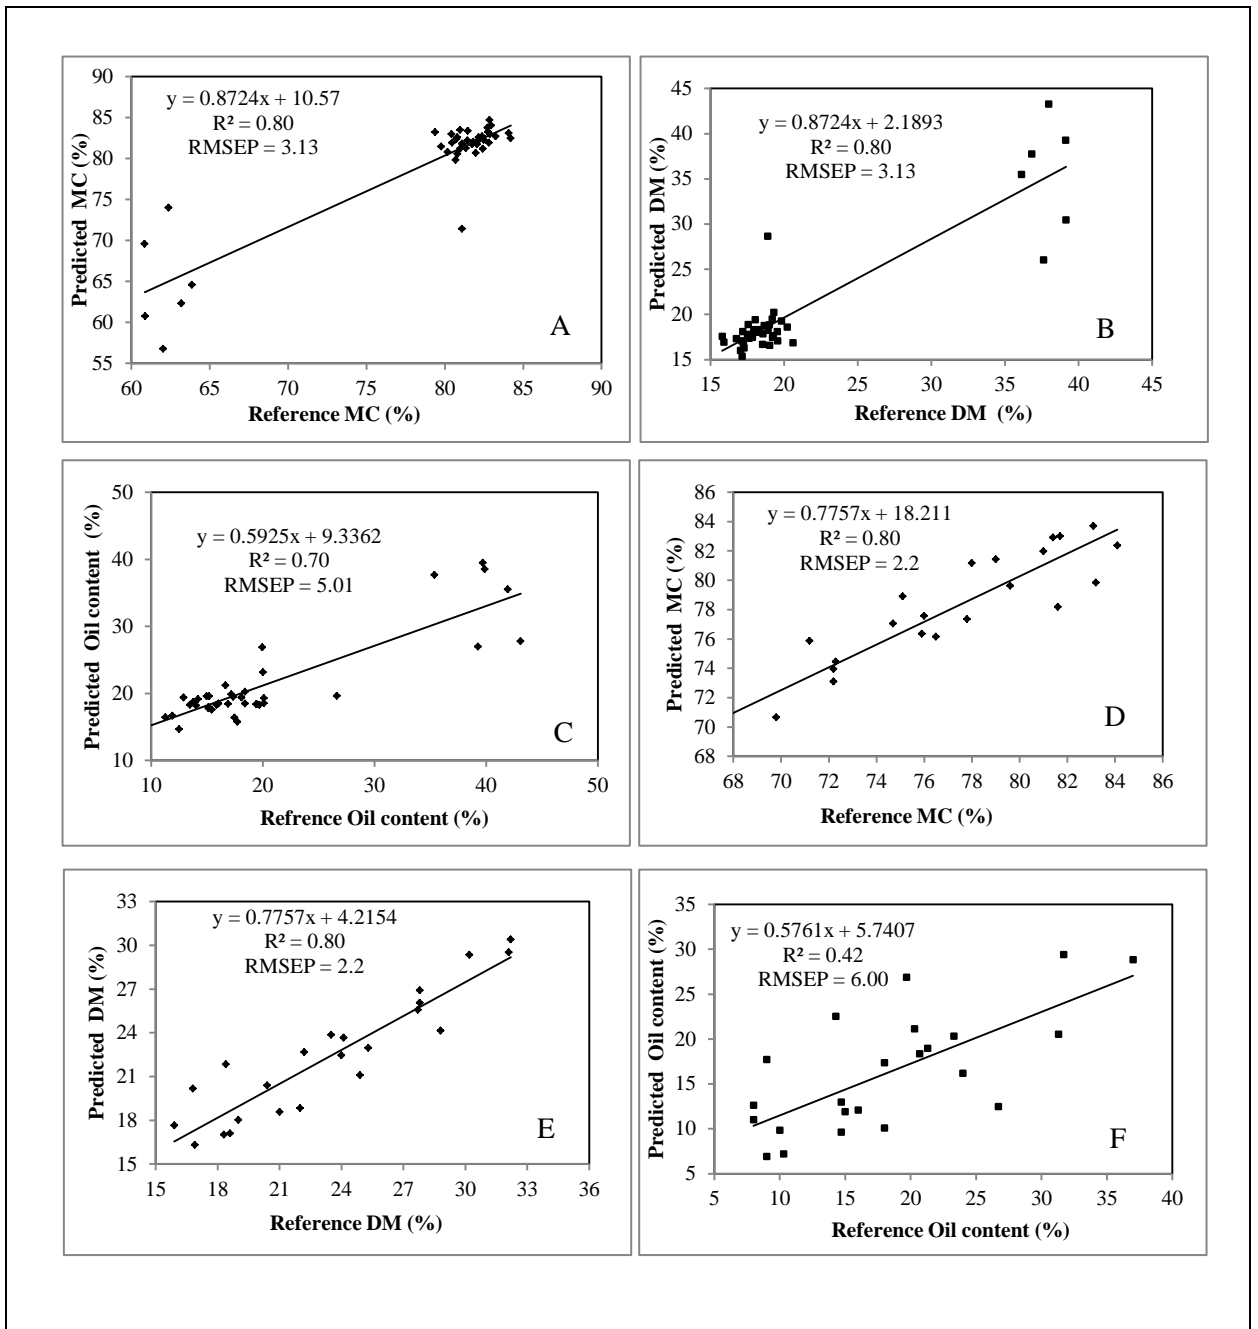 90
85
80
75
70
65
60
55
Predicted MC (%)
y = 0.8724x + 10.57
R² = 0.80
RMSEP = 3.13
A
60 65 70 75 80 85 90
Reference MC (%)
45
40
35
30
25
20
15
Predicted DM (%)
y = 0.8724x + 2.1893
R² = 0.80
RMSEP = 3.13
B
15 20 25 30 35 40 45
Reference DM (%)
50
40
30
20
10
Predicted Oil content (%)
y = 0.5925x + 9.3362
R² = 0.70
RMSEP = 5.01
C
10 20 30 40 50
Refrence Oil content (%)
86
84
82
80
78
76
74
72
70
68
Predicted MC (%)
y = 0.7757x + 18.211
R² = 0.80
RMSEP = 2.2
D
68 70 72 74 76 78 80 82 84 86
Reference MC (%)
33
30
27
24
21
18
15
Predicted DM (%)
y = 0.7757x + 4.2154
R² = 0.80
RMSEP = 2.2
E
15 18 21 24 27 30 33 36
Reference DM (%)
35
30
25
20
15
10
5
Predicted Oil content (%)
y = 0.5761x + 5.7407
R² = 0.42
RMSEP = 6.00
F
5 10 15 20 25 30 35 40
Reference Oil content (%)